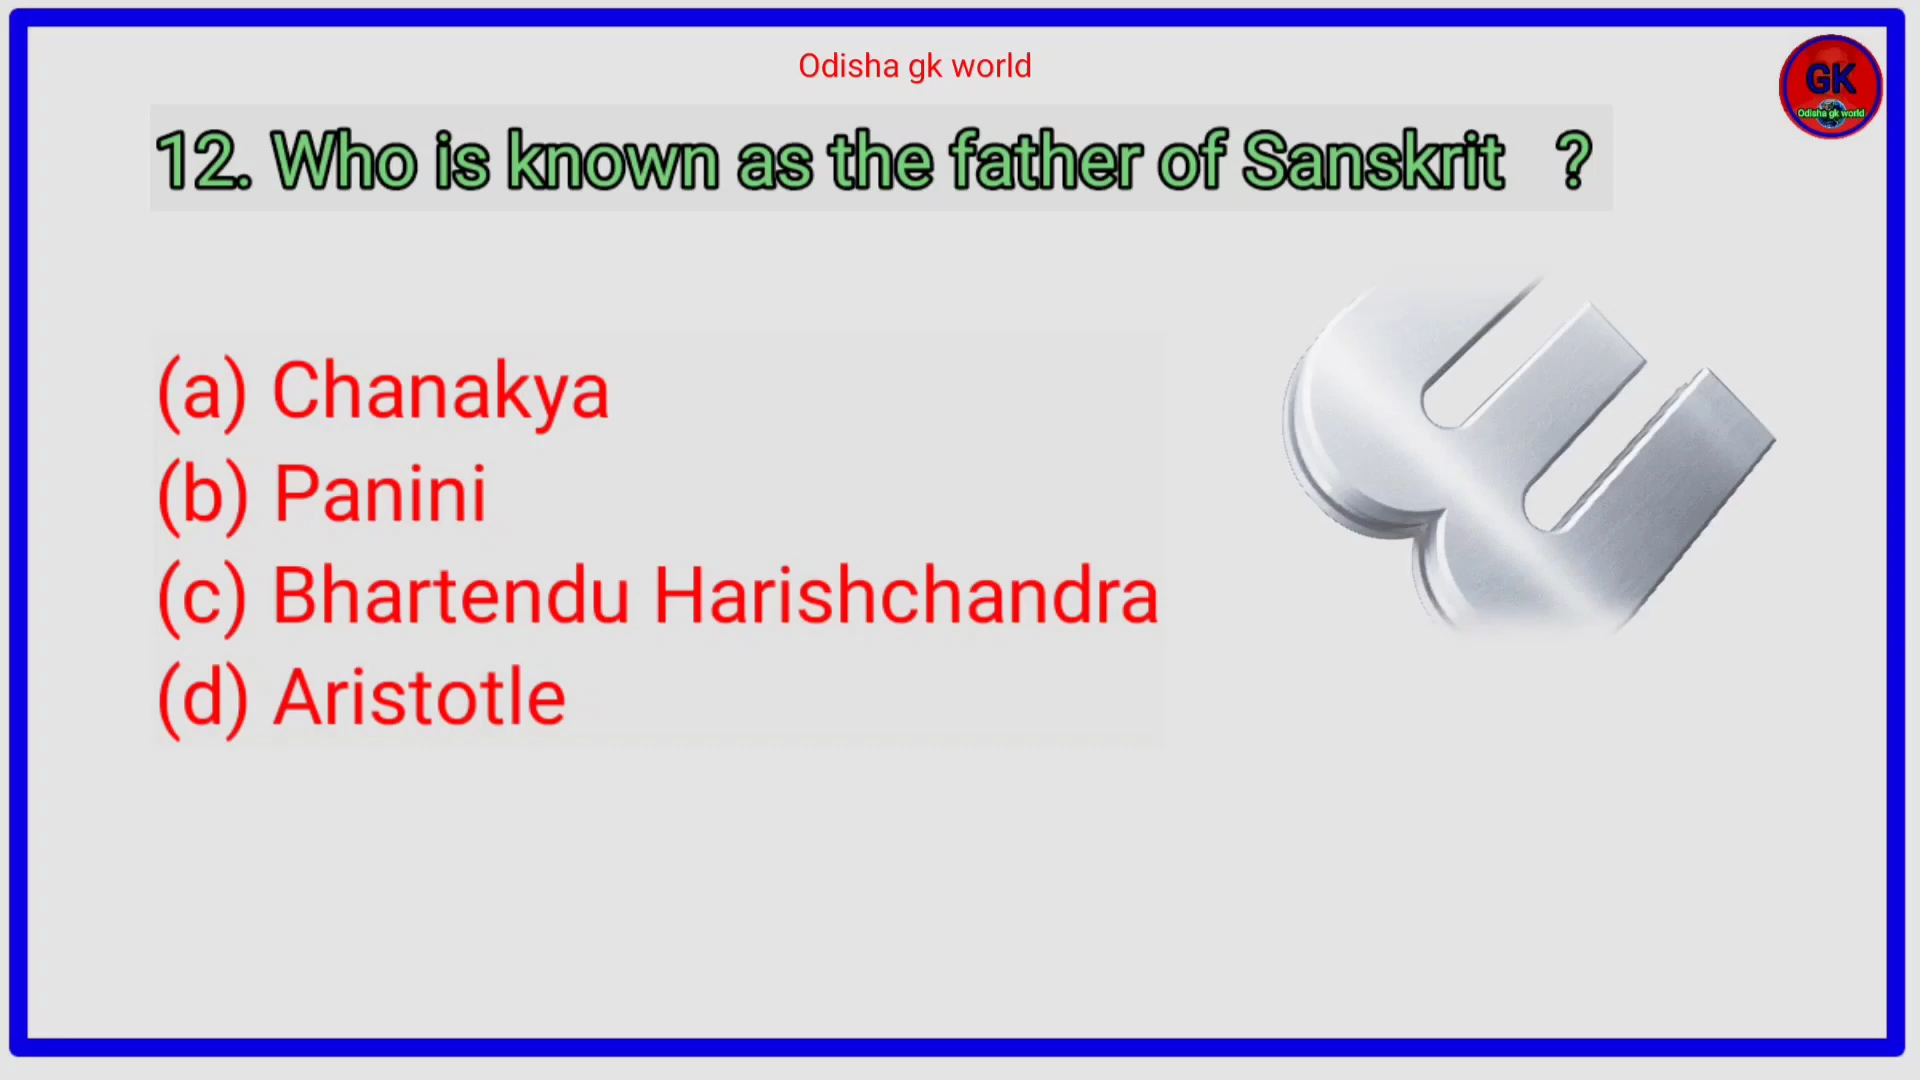 Odisha gk world
GK
Odisha gk world
12. Who is known as the father of Sanskrit ?
(a) Chanakya
(b) Panini
(c) Bhartendu Harishchandra
(d) Aristotle